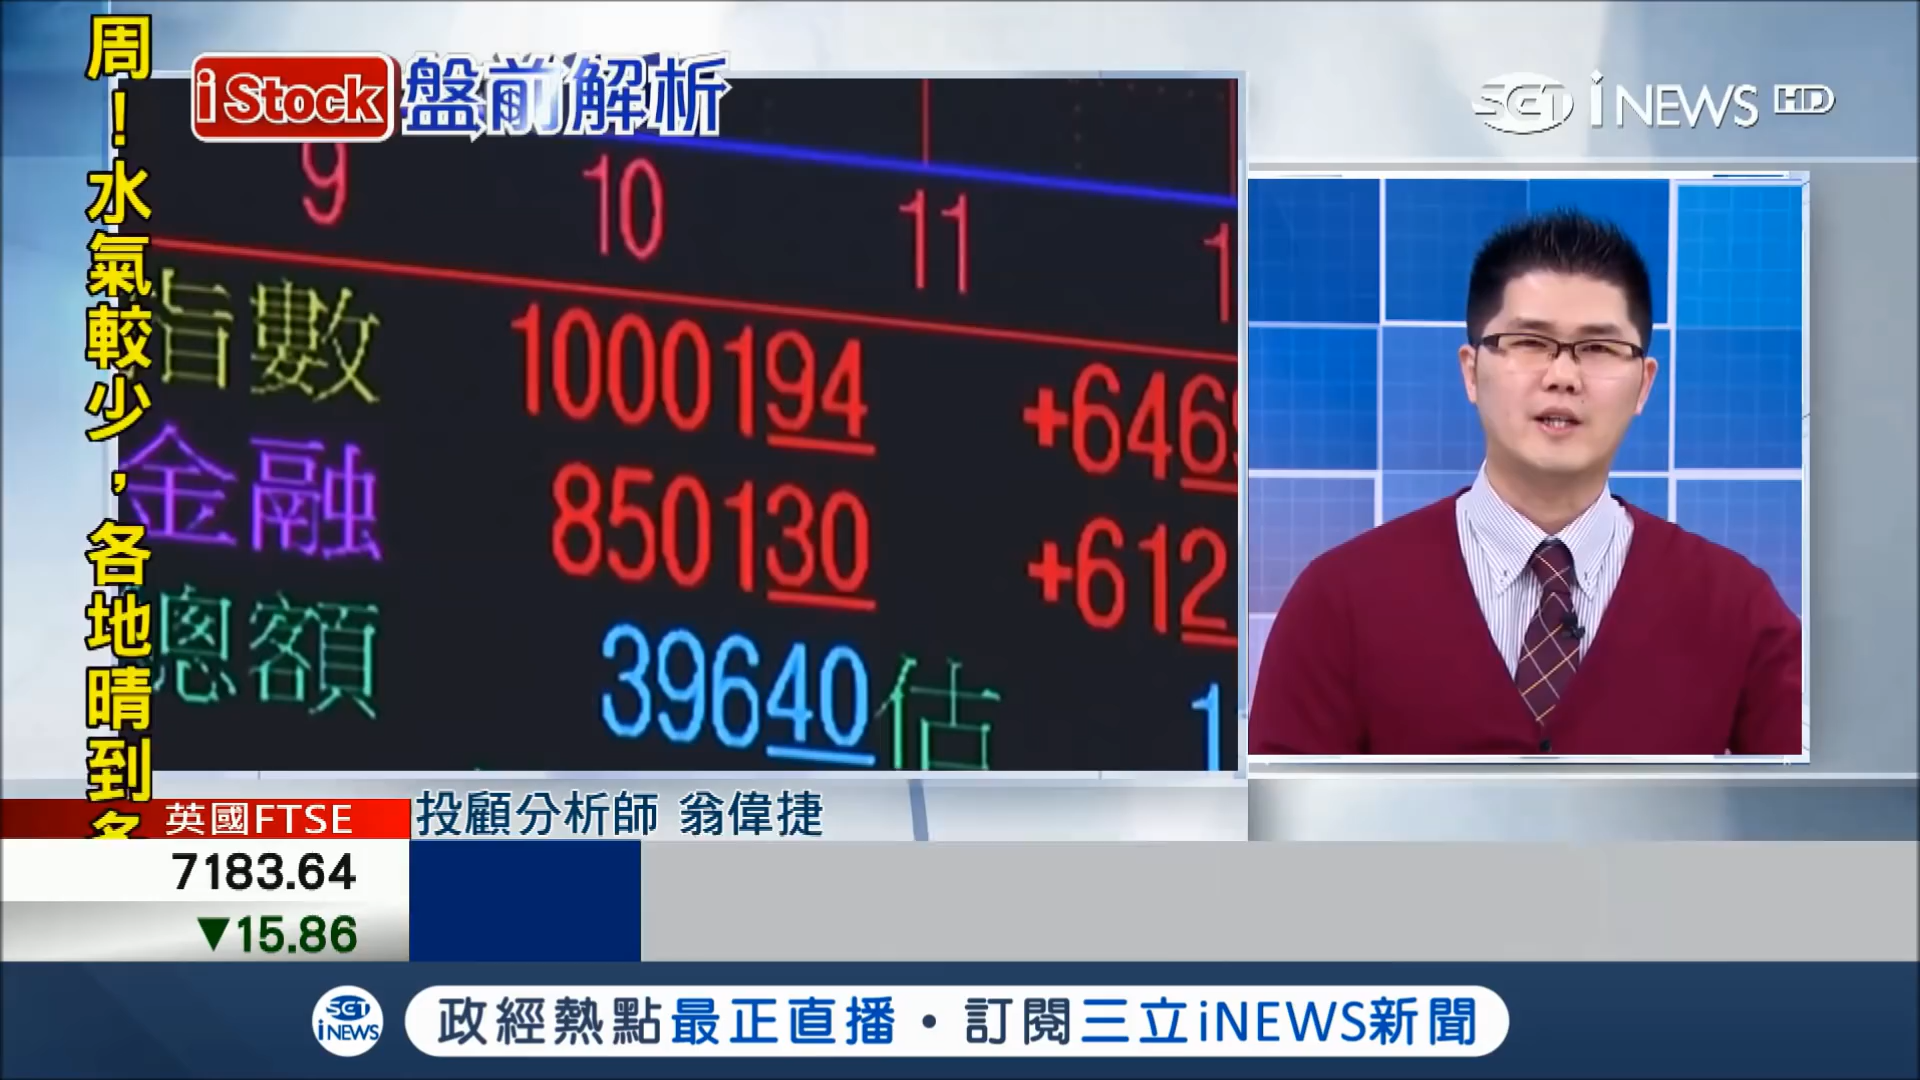 周！水氣較少，各地晴到多
iStock 盤前解析
SET iNEWS HD
9 10 11 1
指數 1000194 +646
金融 850130 +612
總額 39640 估 1
英國FTSE
7183.64
▼15.86
投顧分析師 翁偉捷
SET iNEWS
政經熱點最正直播·訂閱三立iNEWS新聞